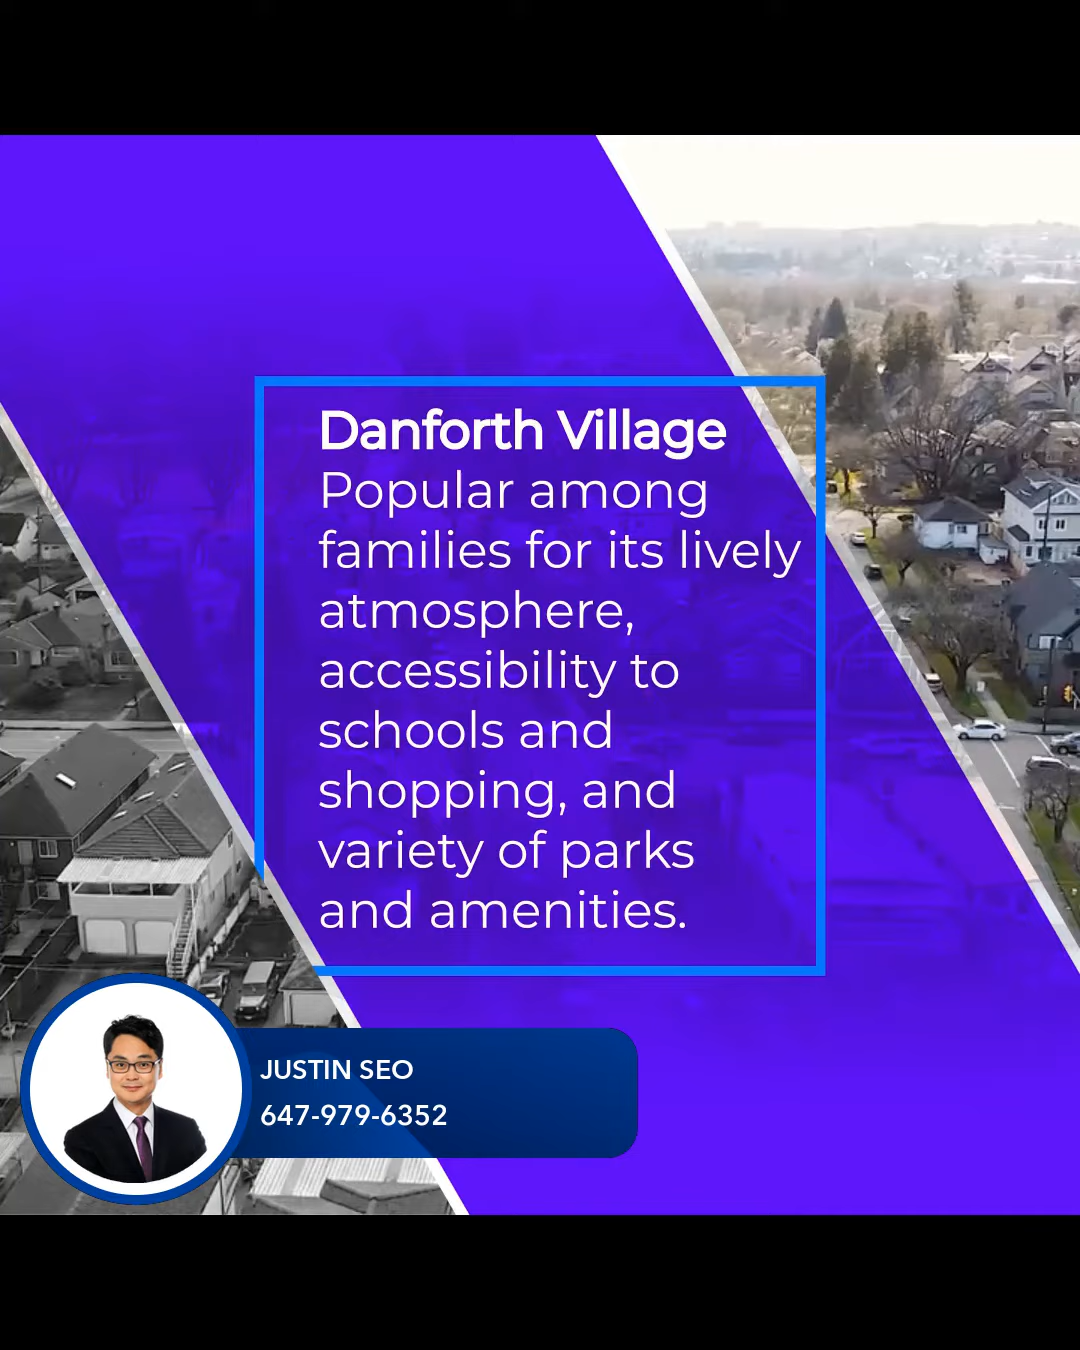 Danforth Village
Popular among
families for its lively
atmosphere,
accessibility to
schools and
shopping, and
variety of parks
and amenities.
JUSTIN SEO
647-979-6352